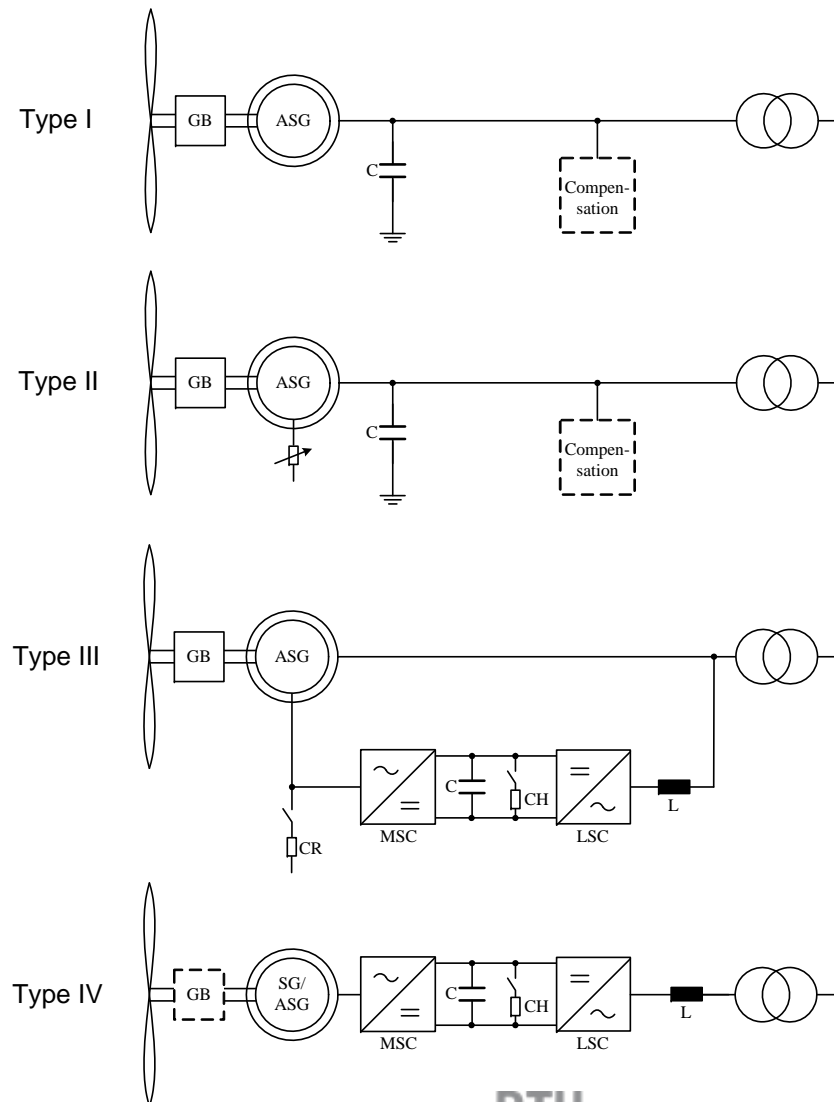 Type I
GB
ASG
C
Compen-
sation
Type II
GB
ASG
C
Compen-
sation
Type III
GB
ASG
C
CH
L
MSC
LSC
CR
Type IV
GB
SG/
ASG
C
CH
L
MSC
LSC